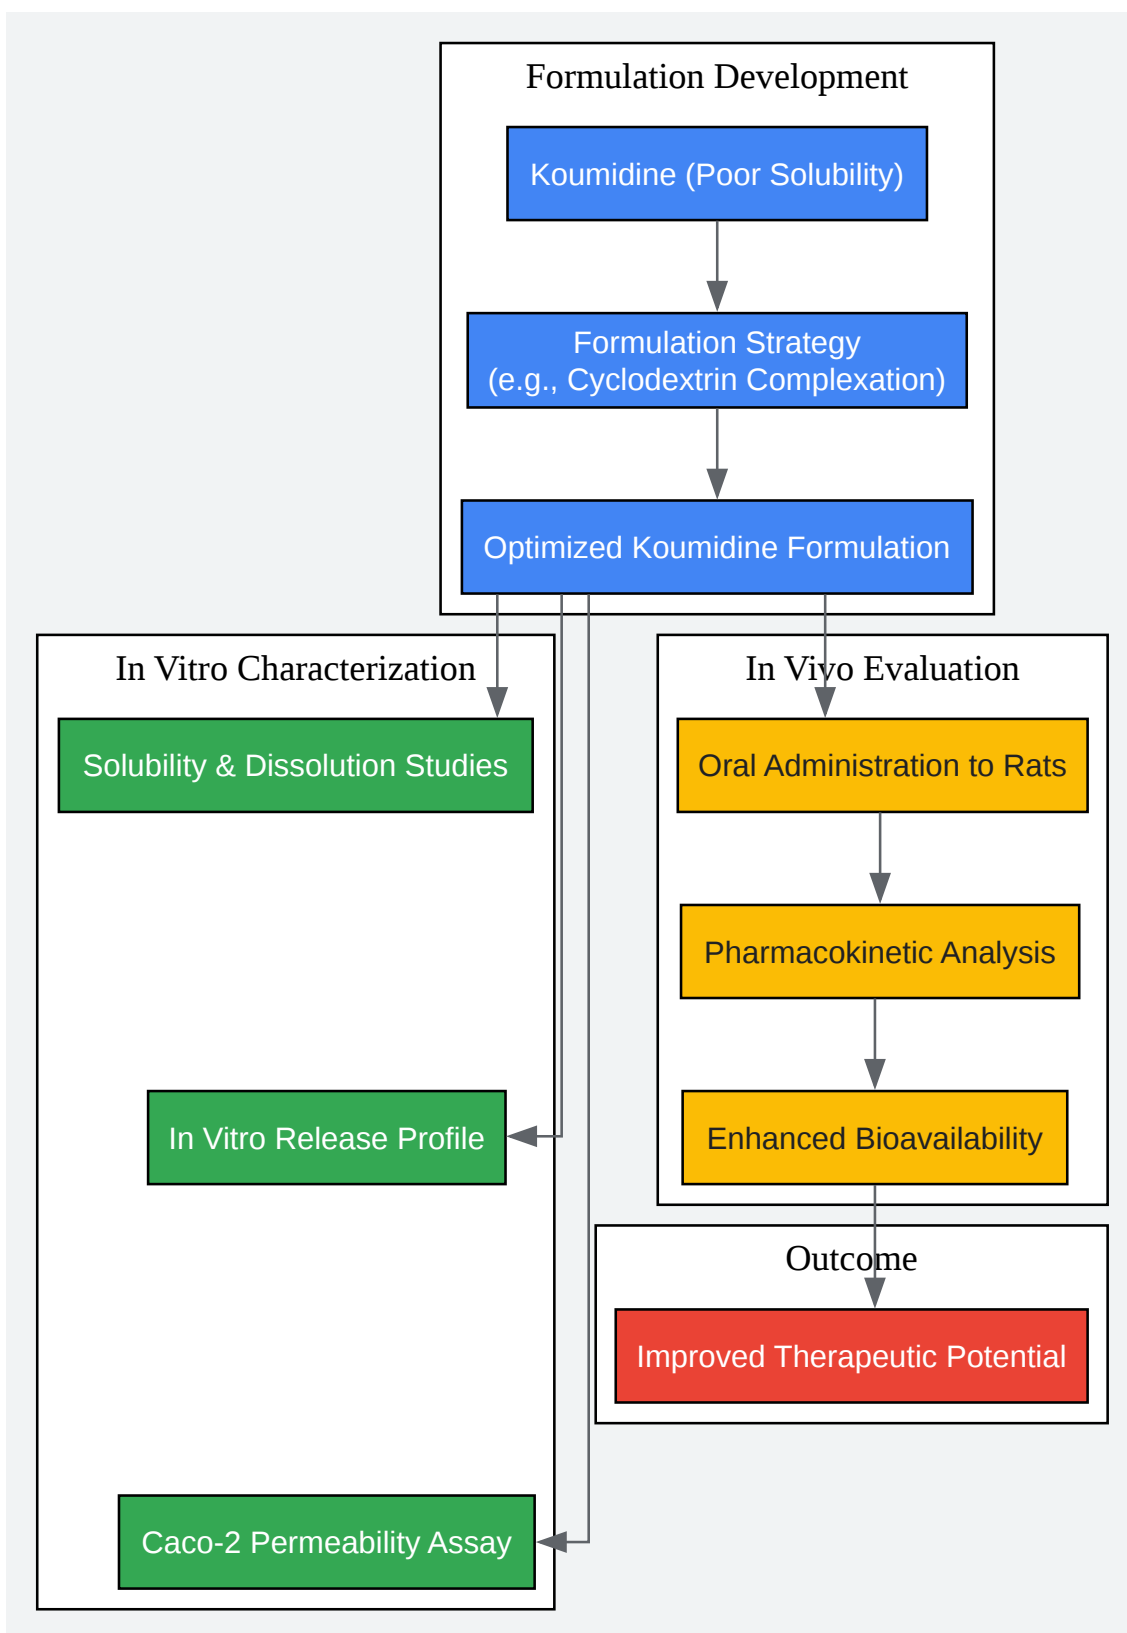 Formulation Development
Koumidine (Poor Solubility)
Formulation Strategy
(e.g., Cyclodextrin Complexation)
Optimized Koumidine Formulation
In Vitro Characterization
Solubility & Dissolution Studies
In Vitro Release Profile
Caco-2 Permeability Assay
In Vivo Evaluation
Oral Administration to Rats
Pharmacokinetic Analysis
Enhanced Bioavailability
Outcome
Improved Therapeutic Potential